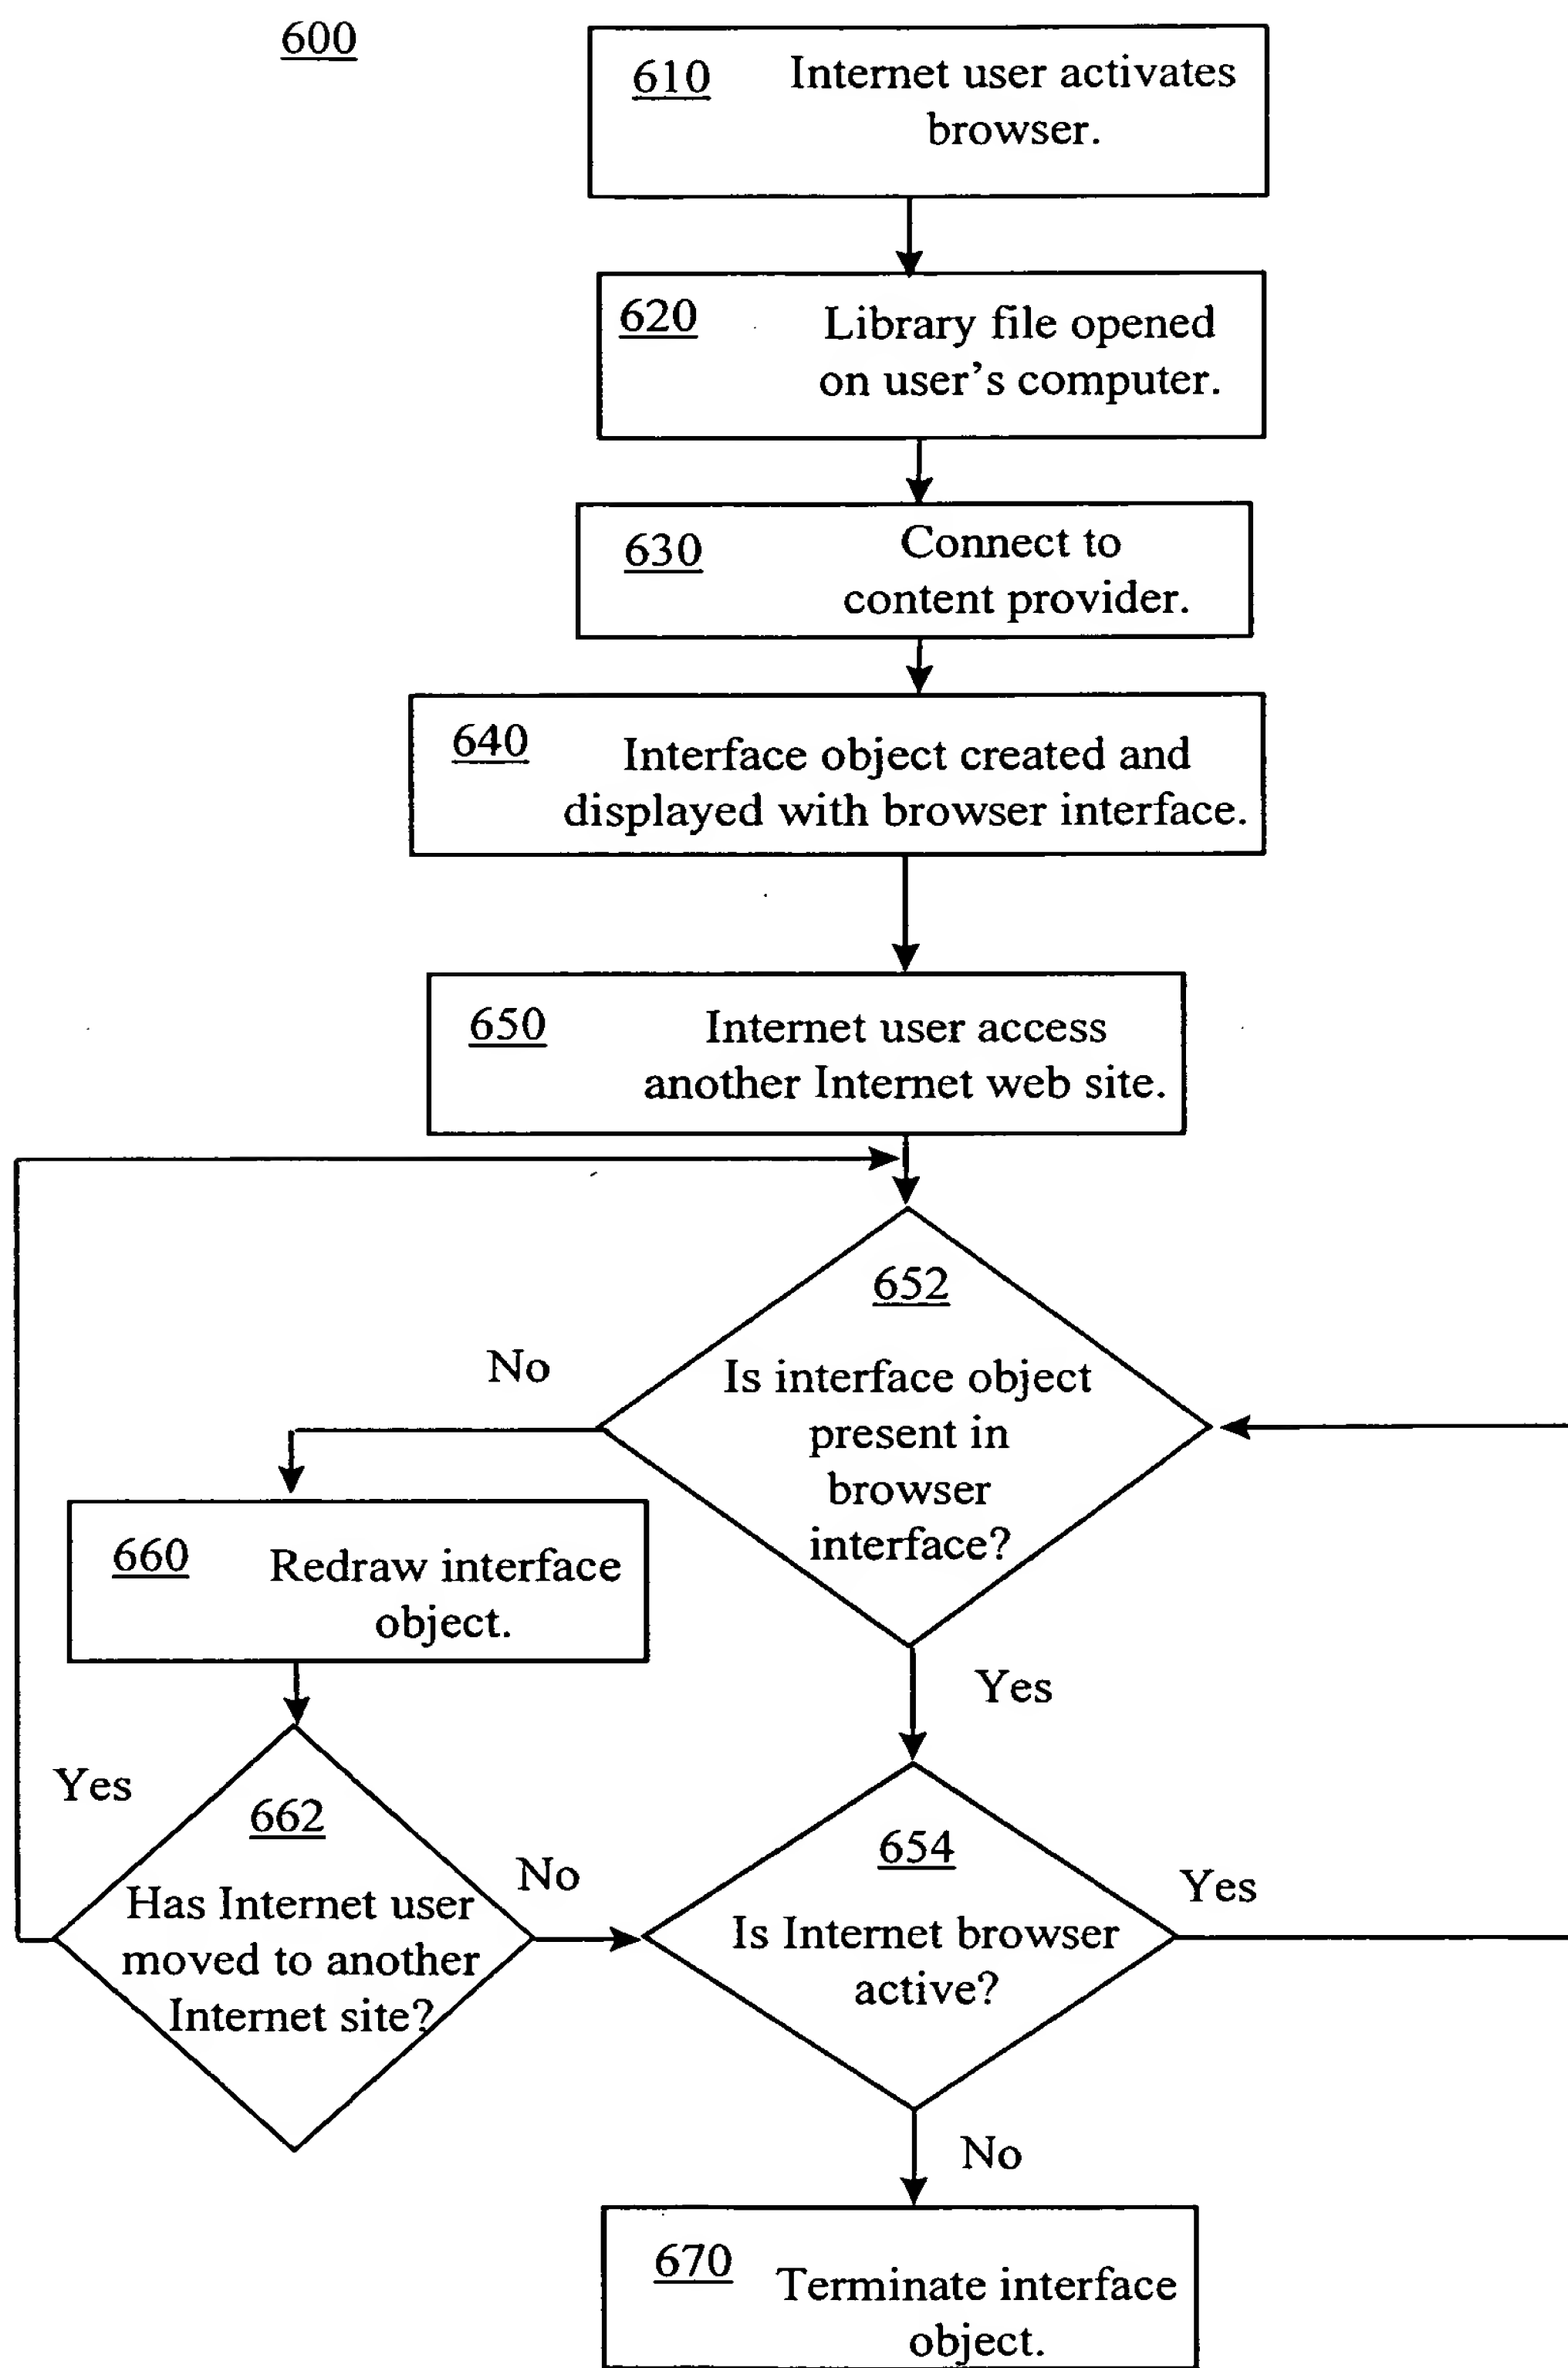 600
610 Internet user activates
browser.
620 Library file opened
on user's computer.
630 Connect to
content provider.
640 Interface object created and
displayed with browser interface.
650 Internet user access
another Internet web site.
652
Is interface object
present in
browser
interface?
No
Yes
660 Redraw interface
object.
662
Has Internet user
moved to another
Internet site?
Yes
No
654
Is Internet browser
active?
Yes
No
670 Terminate interface
object.